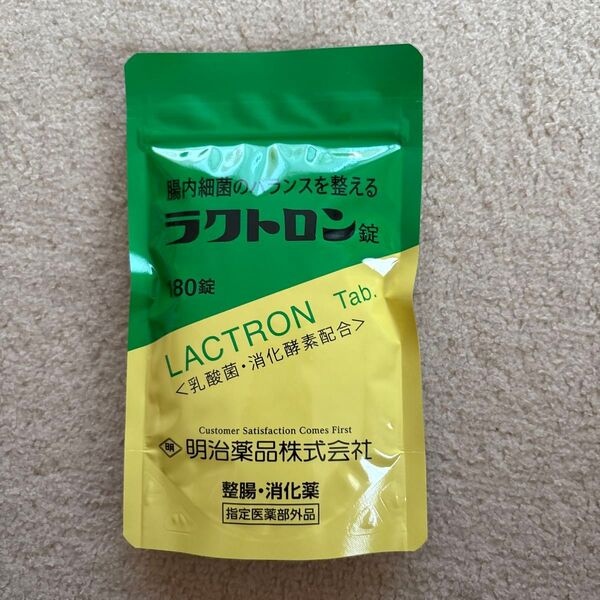 腸内細菌のバランスを整える
ラクトロン錠
180錠
LACTRON Tab.
<乳酸菌・消化酵素配合>
Customer Satisfaction Comes First
明 明治薬品株式会社
整腸・消化薬
指定医薬部外品